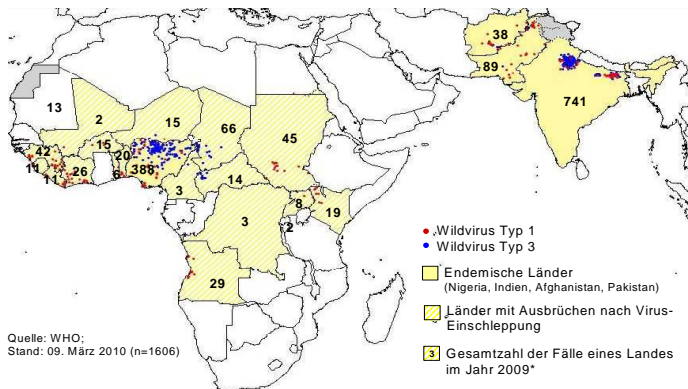 38
89
741
13
2
15
66
45
42
15
20
388
11
11
26
6
3
14
8
19
3
2
29
Wildvirus Typ 1
Wildvirus Typ 3
Endemische Länder
(Nigeria, Indien, Afghanistan, Pakistan)
Länder mit Ausbrüchen nach Virus-
Einschleppung
3 Gesamtzahl der Fälle eines Landes
im Jahr 2009*
Quelle: WHO;
Stand: 09. März 2010 (n=1606)